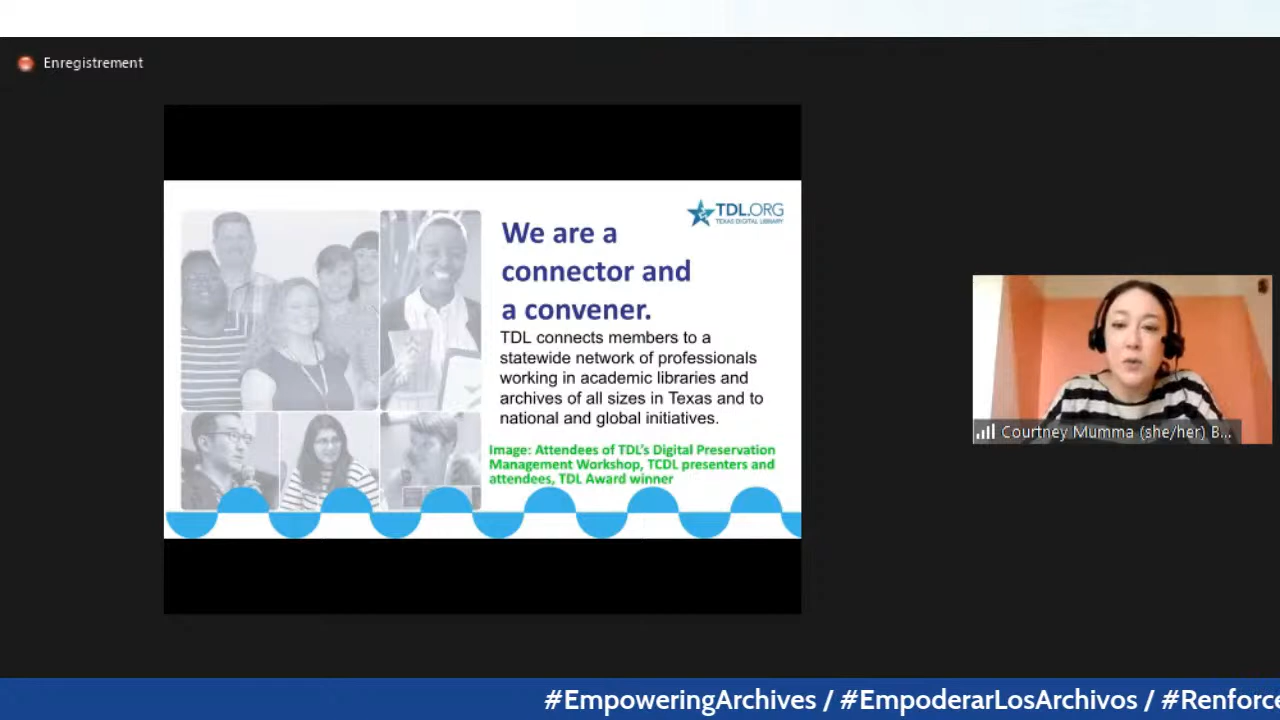 Enregistrement
TDL.ORG
TEXAS DIGITAL LIBRARY
We are a
connector and
a convener.
TDL connects members to a
statewide network of professionals
working in academic libraries and
archives of all sizes in Texas and to
national and global initiatives.
Image: Attendees of TDL's Digital Preservation
Management Workshop, TCDL presenters and
attendees, TDL Award winner
Courtney Mumma (she/her) B...
#EmpoweringArchives / #EmpoderarLosArchivos / #Renforce